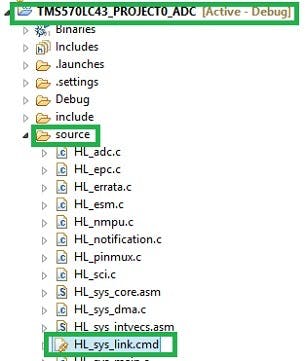 TMS570LC43_PROJECT0_ADC [Active - Debug]
Binaries
Includes
.launches
.settings
Debug
include
source
HL_adc.c
HL_epc.c
HL_errata.c
HL_esm.c
HL_nmpu.c
HL_notification.c
HL_pinmux.c
HL_sci.c
HL_sys_core.asm
HL_sys_dma.c
HL_sys_intvecs.asm
HL_sys_link.cmd